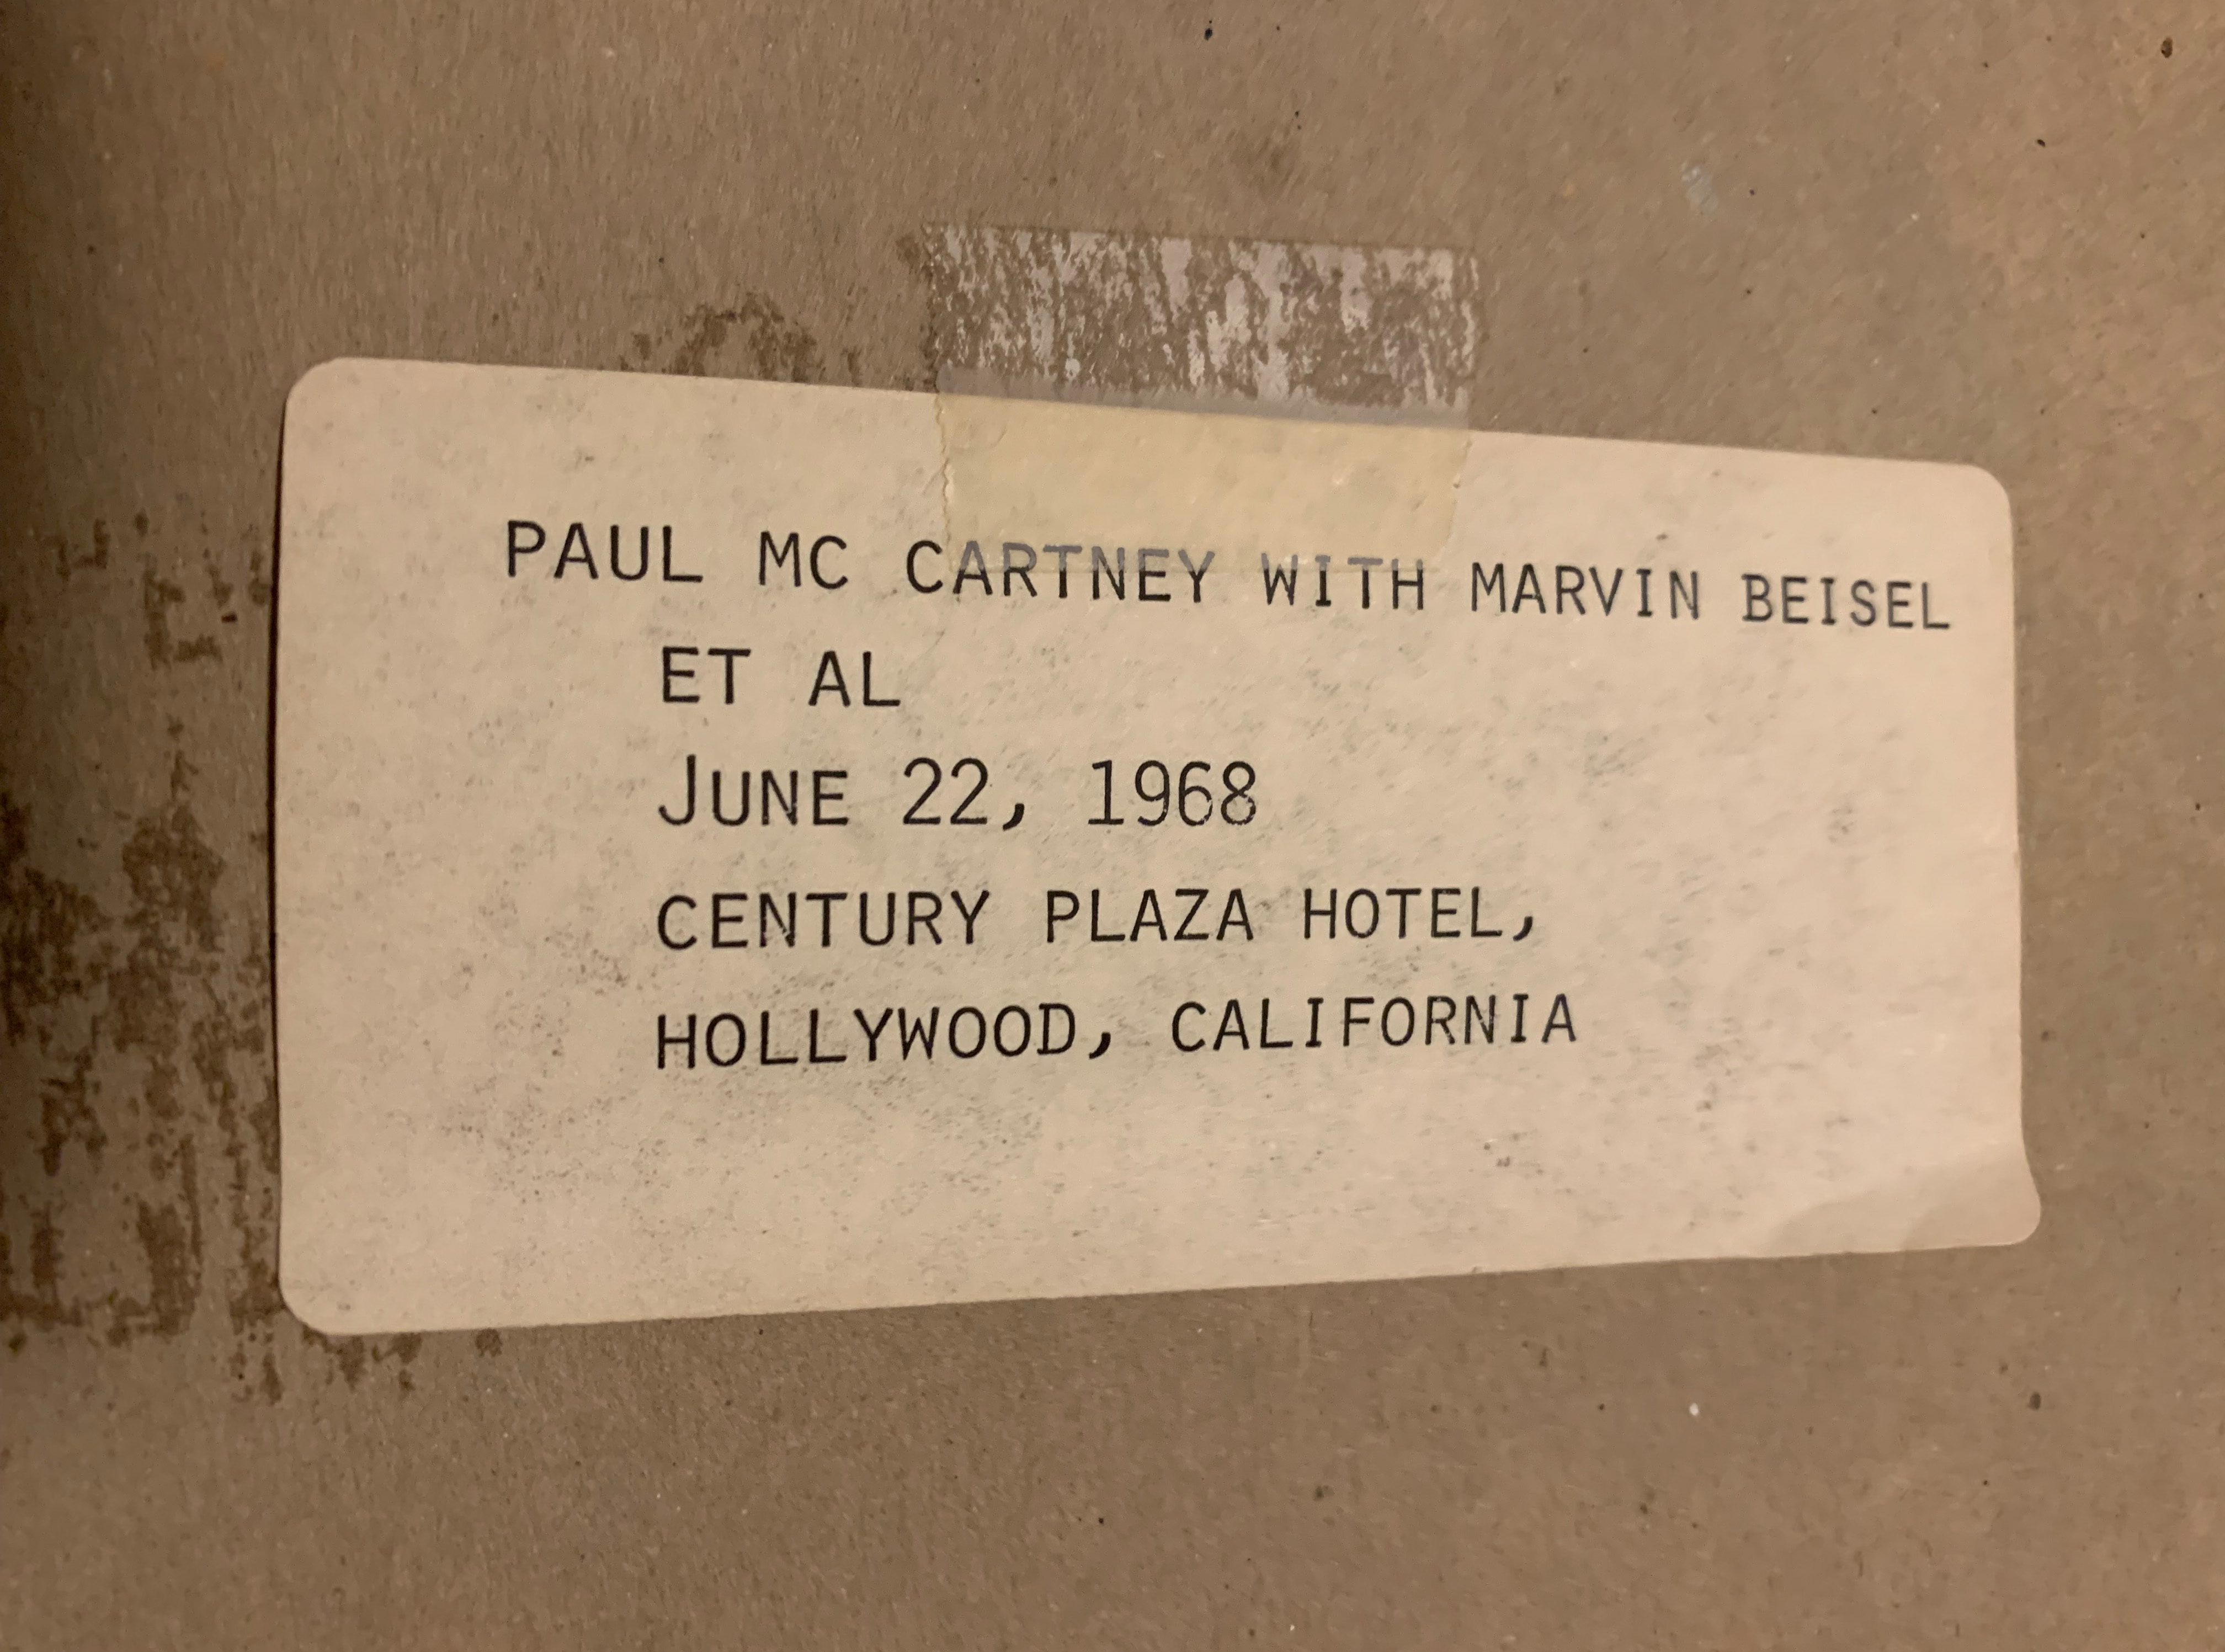 PAUL MC CARTNEY WITH MARVIN BEISEL
ET AL
JUNE 22, 1968
CENTURY PLAZA HOTEL,
HOLLYWOOD, CALIFORNIA